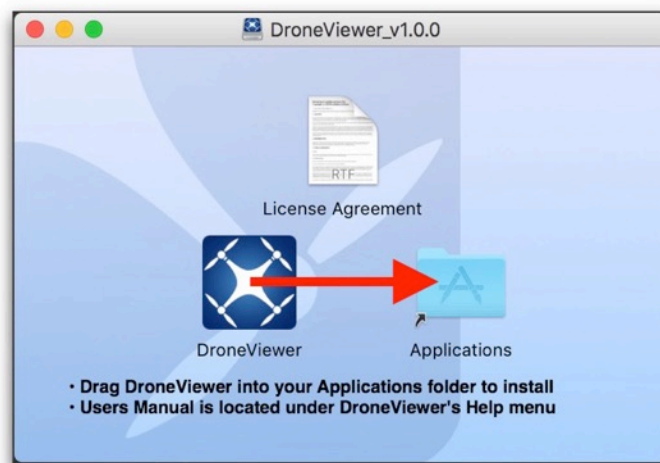 DroneViewer_v1.0.0
RTF
License Agreement
DroneViewer
Applications
• Drag DroneViewer into your Applications folder to install
• Users Manual is located under DroneViewer's Help menu